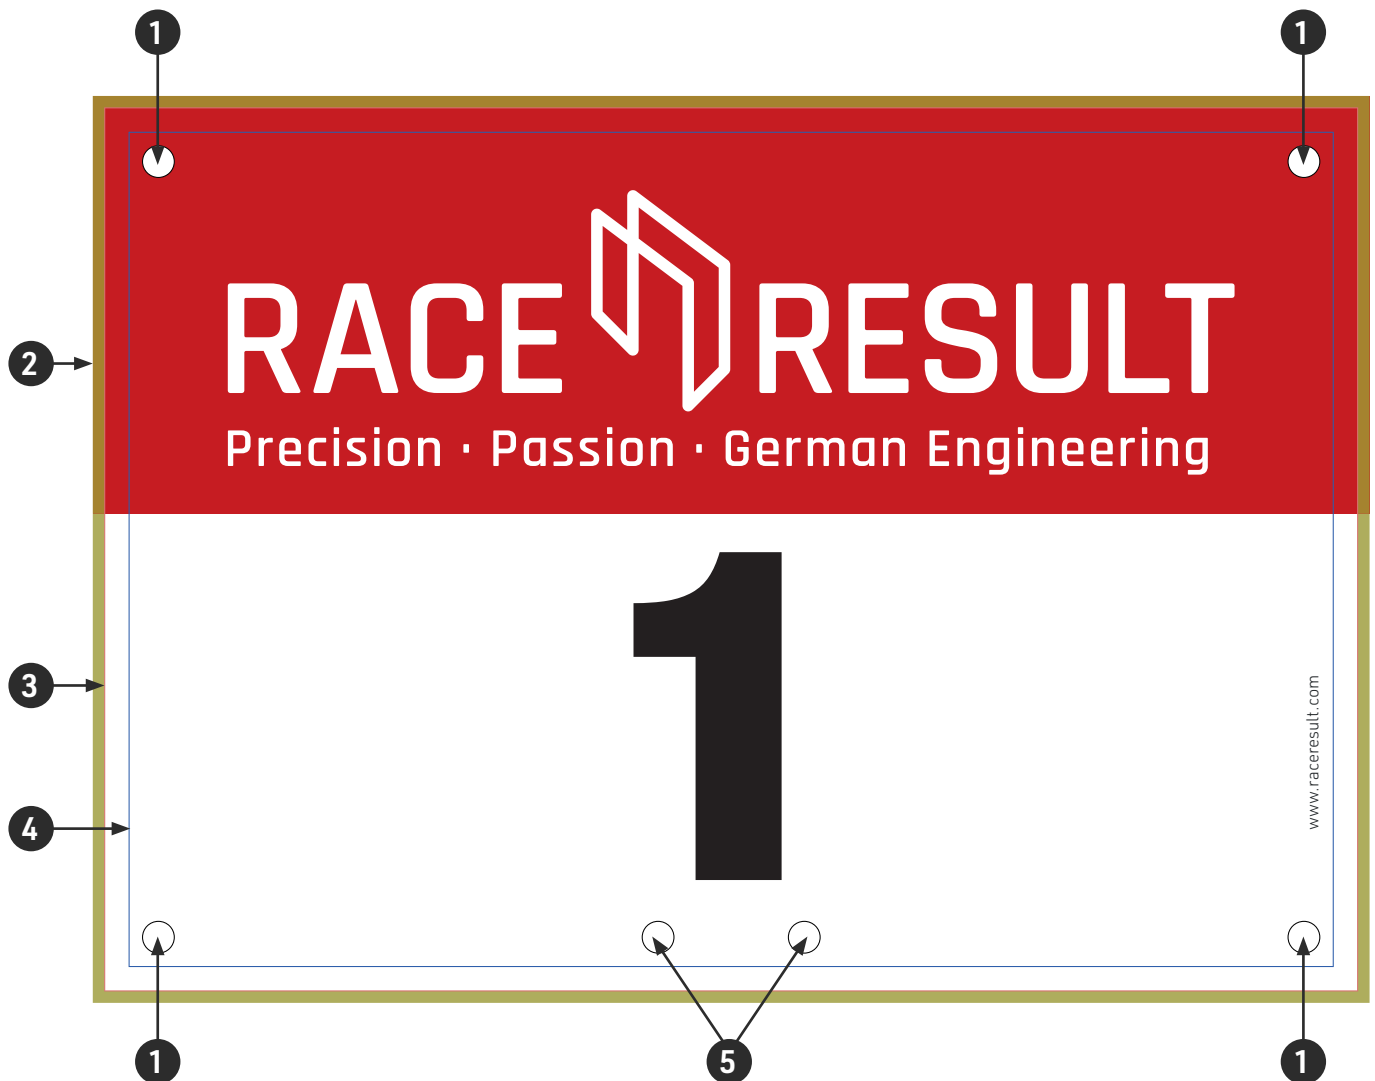 1 1
RACE RESULT
Precision · Passion · German Engineering
2
1
3
www.raceresult.com
4
1 5 1